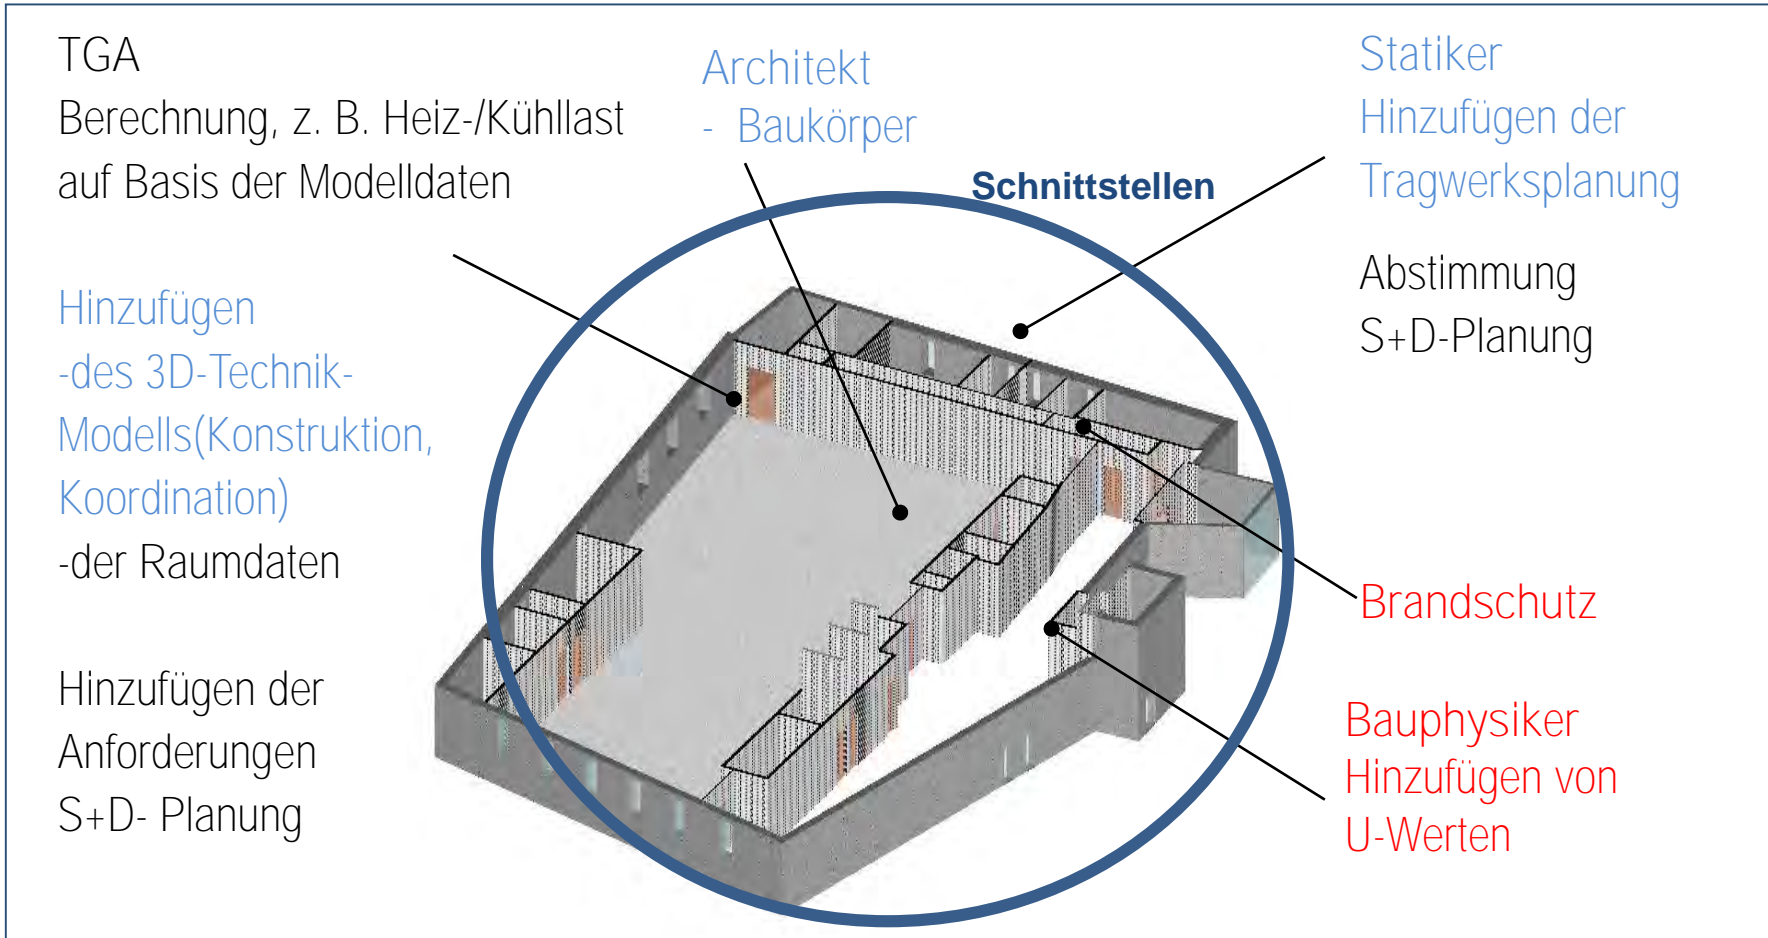 TGA
Berechnung, z. B. Heiz-/Kühllast
auf Basis der Modelldaten
Hinzufügen
-des 3D-Technik-
Modells(Konstruktion,
Koordination)
-der Raumdaten
Hinzufügen der
Anforderungen
S+D- Planung
Architekt
- Baukörper
Schnittstellen
Statiker
Hinzufügen der
Tragwerksplanung
Abstimmung
S+D-Planung
Brandschutz
Bauphysiker
Hinzufügen von
U-Werten